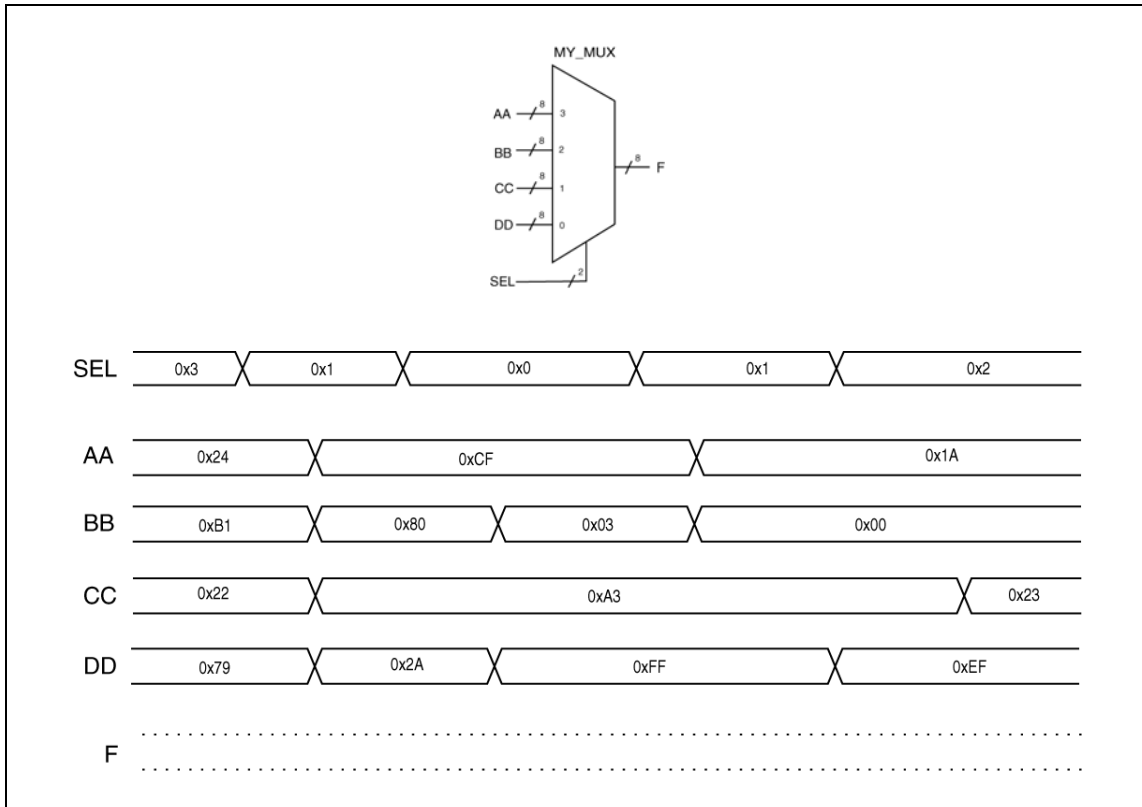 MY_MUX
AA 8 3
BB 8 2
CC 8 1
DD 8 0
8 F
SEL 2
SEL 0x3 0x1 0x0 0x1 0x2
AA 0x24 0xCF 0x1A
BB 0xB1 0x80 0x03 0x00
CC 0x22 0xA3 0x23
DD 0x79 0x2A 0xFF 0xEF
F